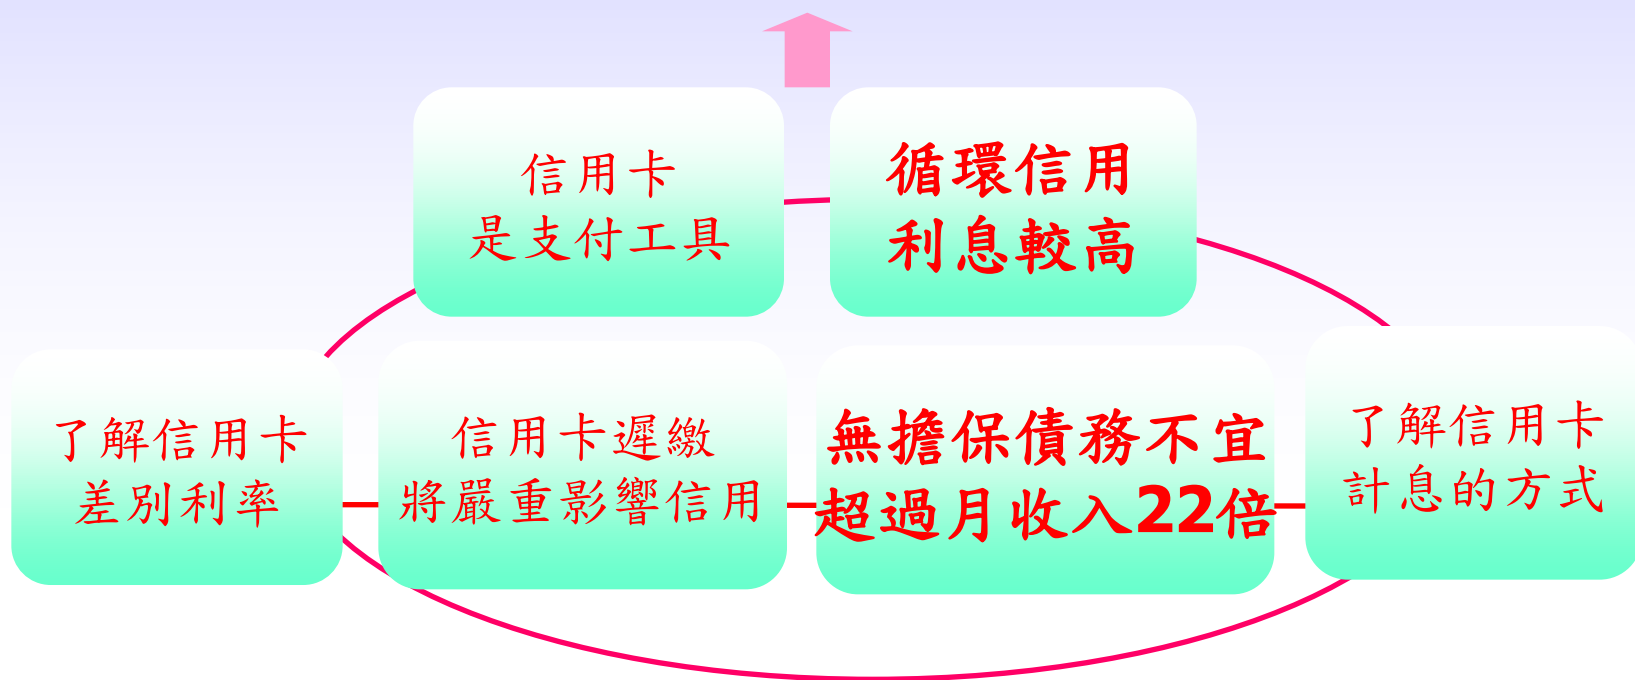 信用卡
是支付工具
循環信用
利息較高
了解信用卡
差別利率
信用卡遲繳
將嚴重影響信用
無擔保債務不宜
超過月收入22倍
了解信用卡
計息的方式